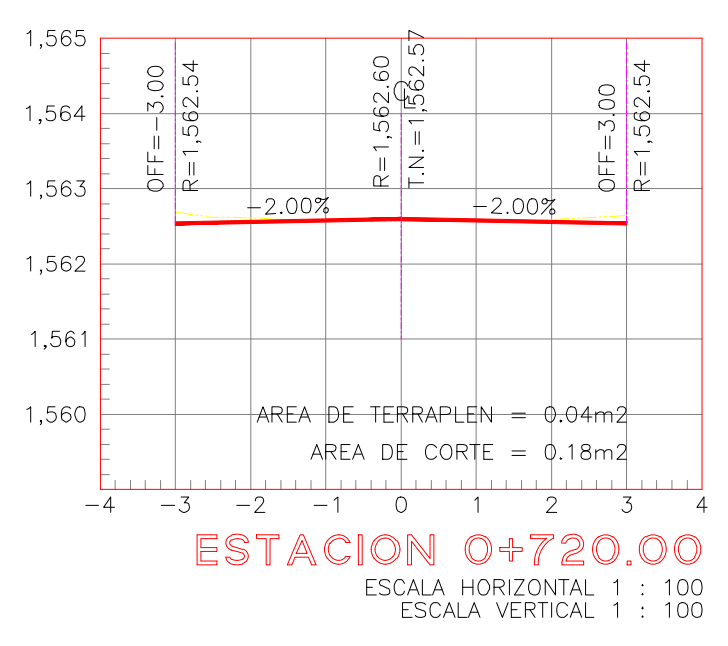 1,565
1,564
1,563
1,562
1,561
1,560
OFF=-3.00
R=1,562.54
R=1,562.60
T.N.=1,562.57
OFF=3.00
R=1,562.54
-2.00%
-2.00%
AREA DE TERRAPLEN = 0.04m2
AREA DE CORTE = 0.18m2
-4 -3 -2 -1 0 1 2 3 4
ESTACION 0+720.00
ESCALA HORIZONTAL 1 : 100
ESCALA VERTICAL 1 : 100